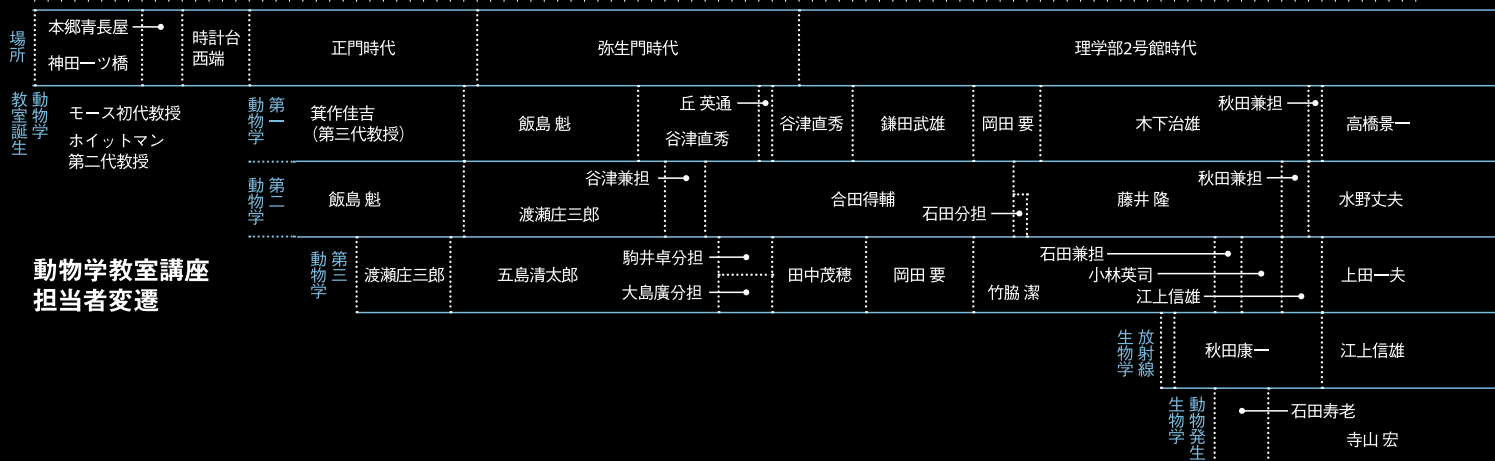 場所
本郷青長屋
神田一ツ橋
時計台
西端
正門時代
弥生門時代
理学部2号館時代
動物学
教室誕生
モース初代教授
ホイットマン
第二代教授
第一
動物学
箕作佳吉
（第三代教授）
飯島 魁
丘 英通
谷津直秀
谷津直秀
鎌田武雄
岡田 要
木下治雄
秋田兼担
高橋景一
第二
動物学
飯島 魁
谷津兼担
渡瀬庄三郎
合田得輔
石田分担
藤井 隆
秋田兼担
水野丈夫
動物学教室講座
担当者変遷
第三
動物学
渡瀬庄三郎
五島清太郎
駒井卓分担
大島廣分担
田中茂穂
岡田 要
竹脇 潔
石田兼担
小林英司
江上信雄
上田一夫
放射線
生物学
秋田康一
江上信雄
動物発生
生物学
石田寿老
寺山 宏